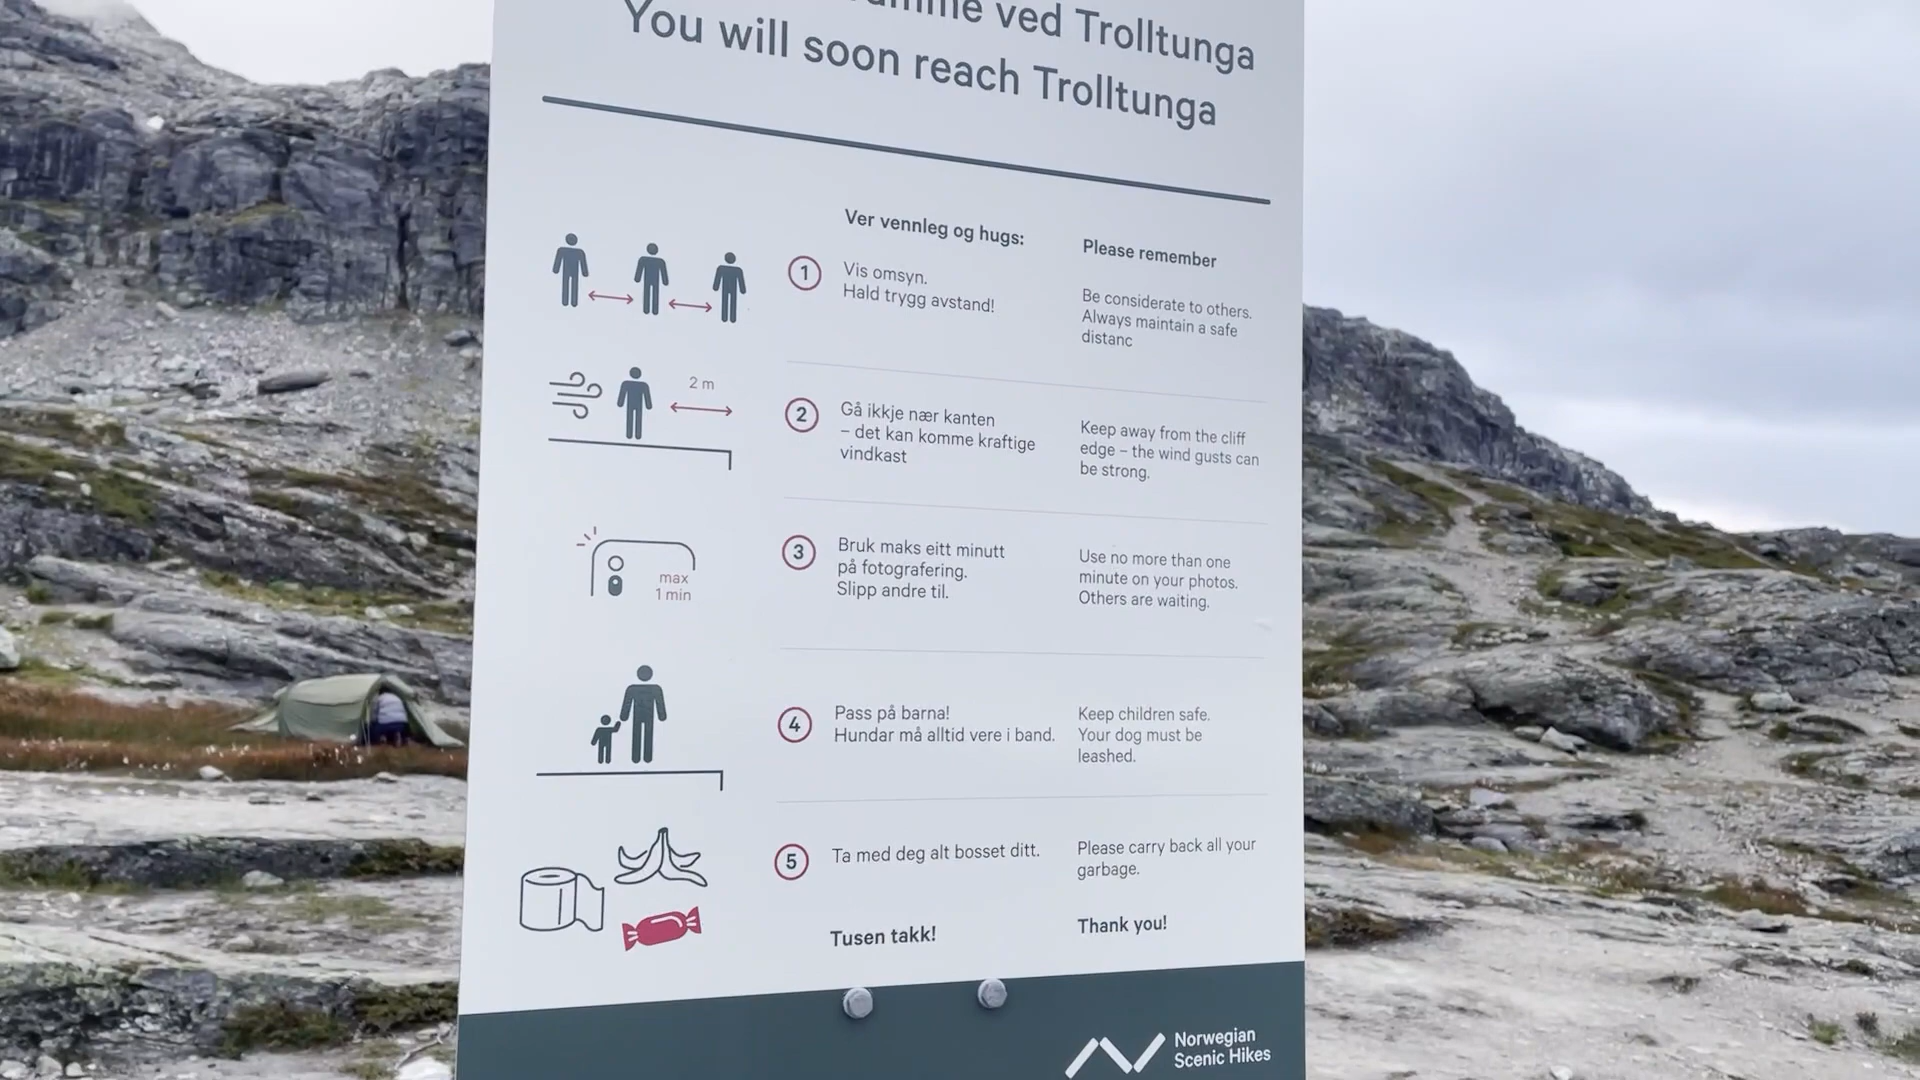 ved Trolltunga
You will soon reach Trolltunga
Ver vennleg og hugs:
Please remember
1
Vis omsyn.
Hald trygg avstand!
Be considerate to others.
Always maintain a safe
distanc
2 m
2
Gå ikkje nær kanten
– det kan komme kraftige
vindkast
Keep away from the cliff
edge – the wind gusts can
be strong.
max
1 min
3
Bruk maks eitt minutt
på fotografering.
Slipp andre til.
Use no more than one
minute on your photos.
Others are waiting.
4
Pass på barna!
Hundar må alltid vere i band.
Keep children safe.
Your dog must be
leashed.
5
Ta med deg alt bosset ditt.
Please carry back all your
garbage.
Tusen takk!
Thank you!
Norwegian
Scenic Hikes